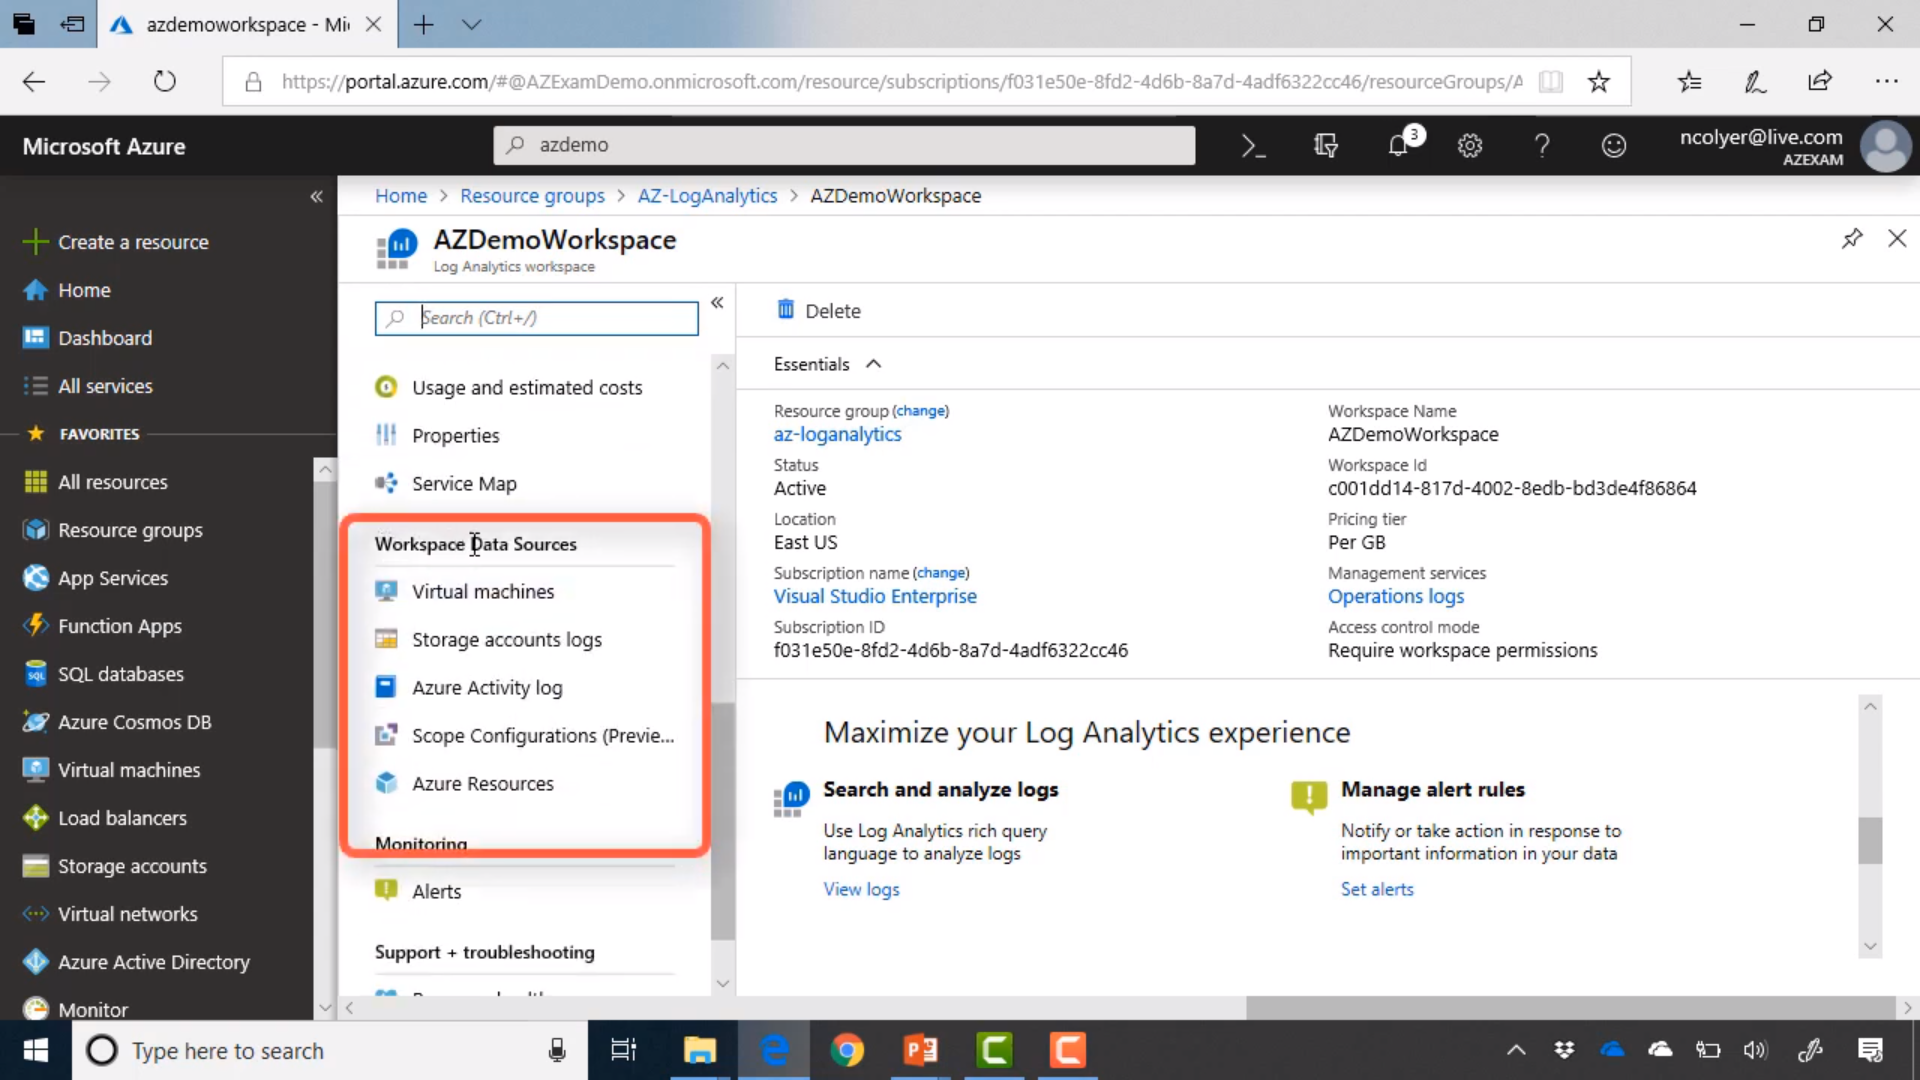 azdemoworkspace - Mi
https://portal.azure.com/#@AZExamDemo.onmicrosoft.com/resource/subscriptions/f031e50e-8fd2-4d6b-8a7d-4adf6322cc46/resourceGroups/A
Microsoft Azure
azdemo
3
ncolyer@live.com
AZEXAM
Create a resource
Home
Dashboard
All services
FAVORITES
All resources
Resource groups
App Services
Function Apps
SQL databases
Azure Cosmos DB
Virtual machines
Load balancers
Storage accounts
Virtual networks
Azure Active Directory
Monitor
Home > Resource groups > AZ-LogAnalytics > AZDemoWorkspace
AZDemoWorkspace
Log Analytics workspace
Search (Ctrl+/)
Usage and estimated costs
Properties
Service Map
Workspace Data Sources
Virtual machines
Storage accounts logs
Azure Activity log
Scope Configurations (Previe...
Azure Resources
Monitoring
Alerts
Support + troubleshooting
Delete
Essentials
Resource group (change)
az-loganalytics
Status
Active
Location
East US
Subscription name (change)
Visual Studio Enterprise
Subscription ID
f031e50e-8fd2-4d6b-8a7d-4adf6322cc46
Workspace Name
AZDemoWorkspace
Workspace Id
c001dd14-817d-4002-8edb-bd3de4f86864
Pricing tier
Per GB
Management services
Operations logs
Access control mode
Require workspace permissions
Maximize your Log Analytics experience
Search and analyze logs
Use Log Analytics rich query
language to analyze logs
View logs
Manage alert rules
Notify or take action in response to
important information in your data
Set alerts
Type here to search